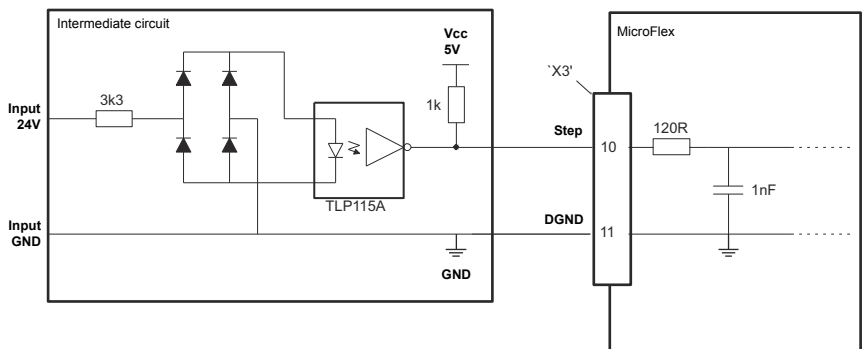 Intermediate circuit
MicroFlex
Vcc
5V
`X3'
Input
24V
3k3
1k
Step
10
120R
TLP115A
1nF
Input
GND
DGND
11
GND